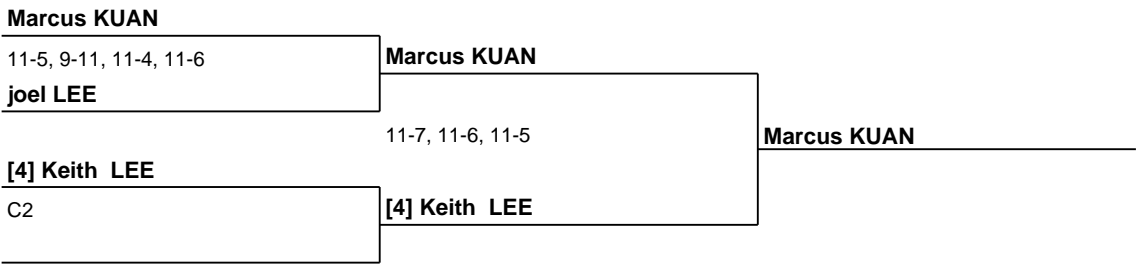 Marcus KUAN
11-5, 9-11, 11-4, 11-6
Marcus KUAN
joel LEE
11-7, 11-6, 11-5
Marcus KUAN
[4] Keith  LEE
C2
[4] Keith  LEE